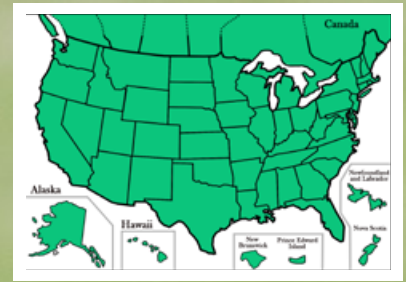 Canada
Alaska
Hawaii
Newfoundland
and Labrador
New
Brunswick
Prince Edward
Island
Nova Scotia